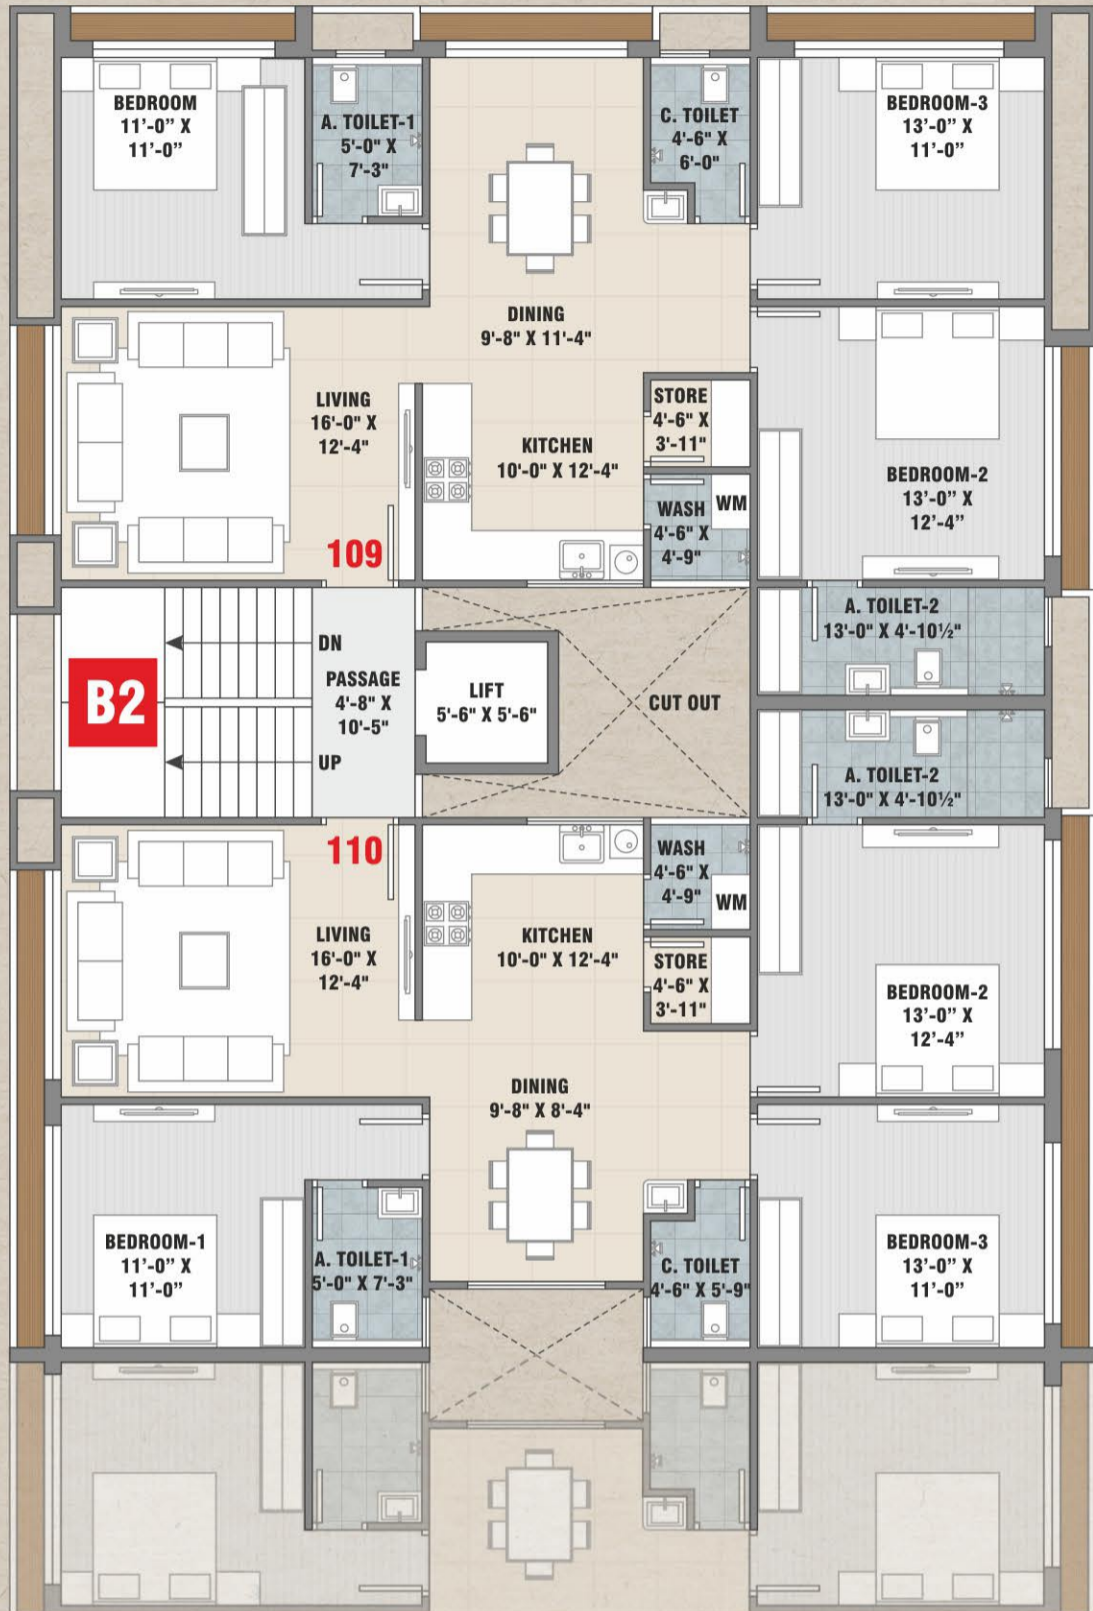 BEDROOM
11’-0” X
11’-0”
A. TOILET-1
5'-0" X
7'-3"
C. TOILET
4'-6" X
6'-0"
BEDROOM-3
13’-0” X
11’-0”
DINING
9'-8" X 11'-4"
LIVING
16'-0" X
12'-4"
KITCHEN
10'-0" X 12'-4"
STORE
4'-6" X
3'-11"
WASH
4'-6" X
4'-9"
WM
BEDROOM-2
13’-0” X
12’-4”
109
A. TOILET-2
13'-0" X 4'-10½"
B2
DN
PASSAGE
4'-8" X
10'-5"
UP
LIFT
5'-6" X 5'-6"
CUT OUT
A. TOILET-2
13'-0" X 4'-10½"
110
LIVING
16'-0" X
12'-4"
KITCHEN
10'-0" X 12'-4"
WASH
4'-6" X
4'-9"
WM
STORE
4'-6" X
3'-11"
BEDROOM-2
13’-0” X
12’-4”
DINING
9'-8" X 8'-4"
BEDROOM-1
11’-0” X
11’-0”
A. TOILET-1
5'-0" X 7'-3"
C. TOILET
4'-6" X 5'-9"
BEDROOM-3
13’-0” X
11’-0”